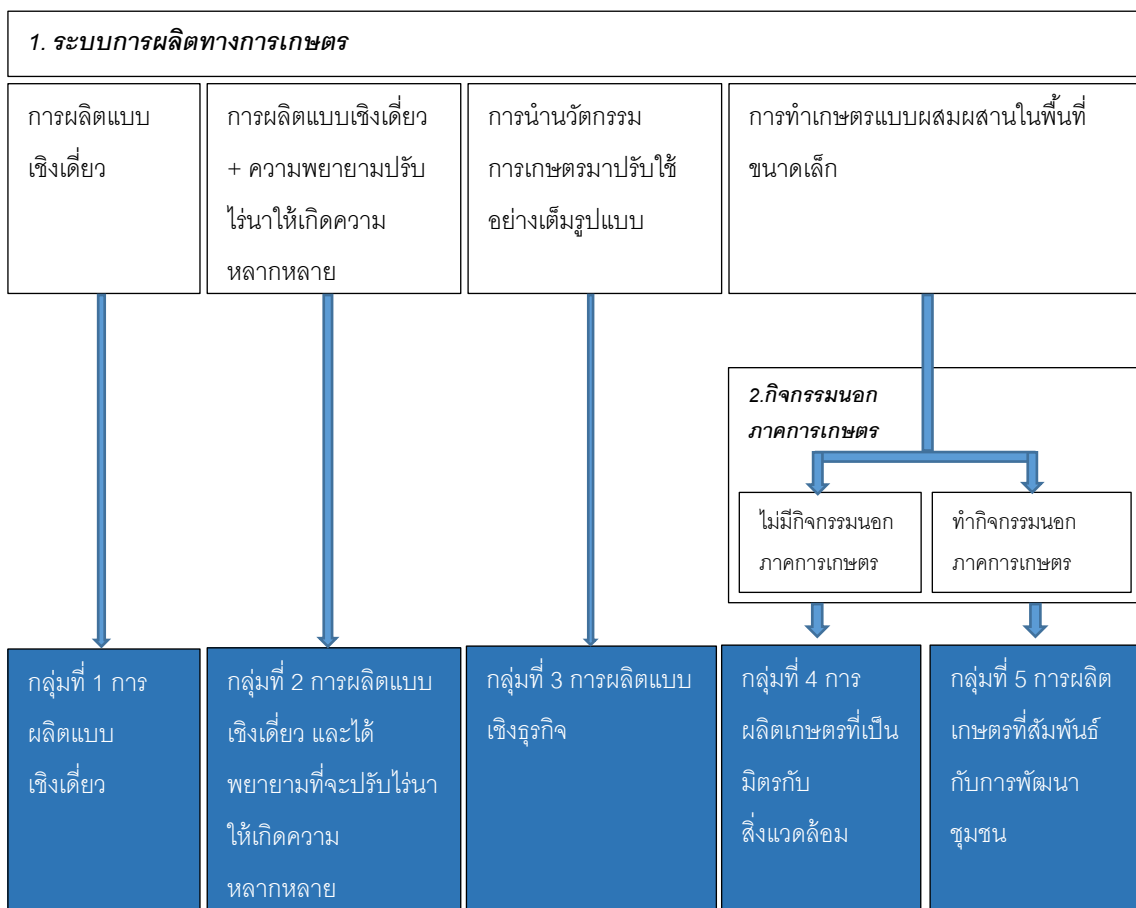 1. ระบบการผลิตทางการเกษตร
การผลิตแบบ
เชิงเดี่ยว
การผลิตแบบเชิงเดี่ยว
+ ความพยายามปรับ
ไร่นาให้เกิดความ
หลากหลาย
การนำนวัตกรรม
การเกษตรมาปรับใช้
อย่างเต็มรูปแบบ
การทำเกษตรแบบผสมผสานในพื้นที่
ขนาดเล็ก
2.กิจกรรมนอก
ภาคการเกษตร
ไม่มีกิจกรรมนอก
ภาคการเกษตร
ทำกิจกรรมนอก
ภาคการเกษตร
กลุ่มที่ 1 การ
ผลิตแบบ
เชิงเดี่ยว
กลุ่มที่ 2 การผลิตแบบ
เชิงเดี่ยว และได้
พยายามที่จะปรับไร่นา
ให้เกิดความ
หลากหลาย
กลุ่มที่ 3 การผลิตแบบ
เชิงธุรกิจ
กลุ่มที่ 4 การ
ผลิตเกษตรที่เป็น
มิตรกับ
สิ่งแวดล้อม
กลุ่มที่ 5 การผลิต
เกษตรที่สัมพันธ์
กับการพัฒนา
ชุมชน